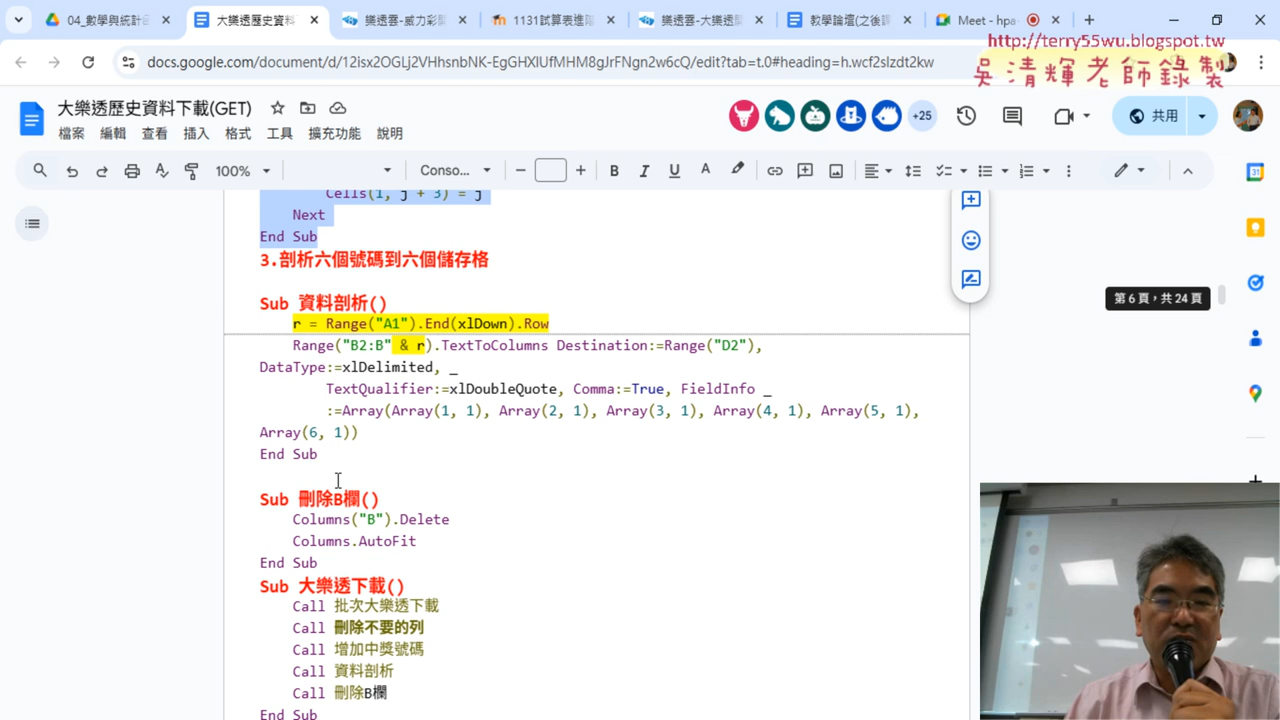 04_數學與統計函
大樂透歷史資料下
樂透雲-威力彩開
1131試算表進階
樂透雲-大樂透開
教學論壇(之後課
Meet - hpa-
http://terry55wu.blogspot.tw
docs.google.com/document/d/12isx2OGLj2VHhsnbNK-EgGHXlUfMHM8gJrFNgn2w6cQ/edit?tab=t.0#heading=h.wcf2slzdt2kw
吳清輝老師錄製
大樂透歷史資料下載(GET)
+25
共用
檔案 編輯 查看 插入 格式 工具 擴充功能 說明
100%
Conso...
B I U A
Cells(1, j + 3) = j
Next
End Sub
3.剖析六個號碼到六個儲存格
第 6 頁，共 24 頁
Sub 資料剖析()
r = Range("A1").End(xlDown).Row
Range("B2:B" & r).TextToColumns Destination:=Range("D2"),
DataType:=xlDelimited, _
TextQualifier:=xlDoubleQuote, Comma:=True, FieldInfo _
:=Array(Array(1, 1), Array(2, 1), Array(3, 1), Array(4, 1), Array(5, 1),
Array(6, 1))
End Sub
Sub 刪除B欄()
Columns("B").Delete
Columns.AutoFit
End Sub
Sub 大樂透下載()
Call 批次大樂透下載
Call 刪除不要的列
Call 增加中獎號碼
Call 資料剖析
Call 刪除B欄
End Sub